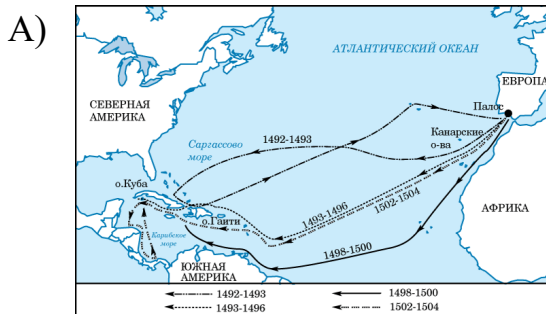 А)
АТЛАНТИЧЕСКИЙ ОКЕАН
ЕВРОПА
Палос
СЕВЕРНАЯ
АМЕРИКА
Саргассово
море
1492-1493
Канарские
о-ва
о.Куба
1493-1496
1502-1504
о.Гаити
АФРИКА
Карибское
море
1498-1500
ЮЖНАЯ
АМЕРИКА
1492-1493 1498-1500
1493-1496 1502-1504